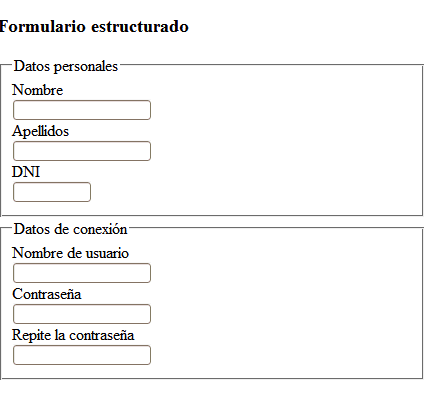 Formulario estructurado
Datos personales
Nombre
Apellidos
DNI
Datos de conexión
Nombre de usuario
Contraseña
Repite la contraseña